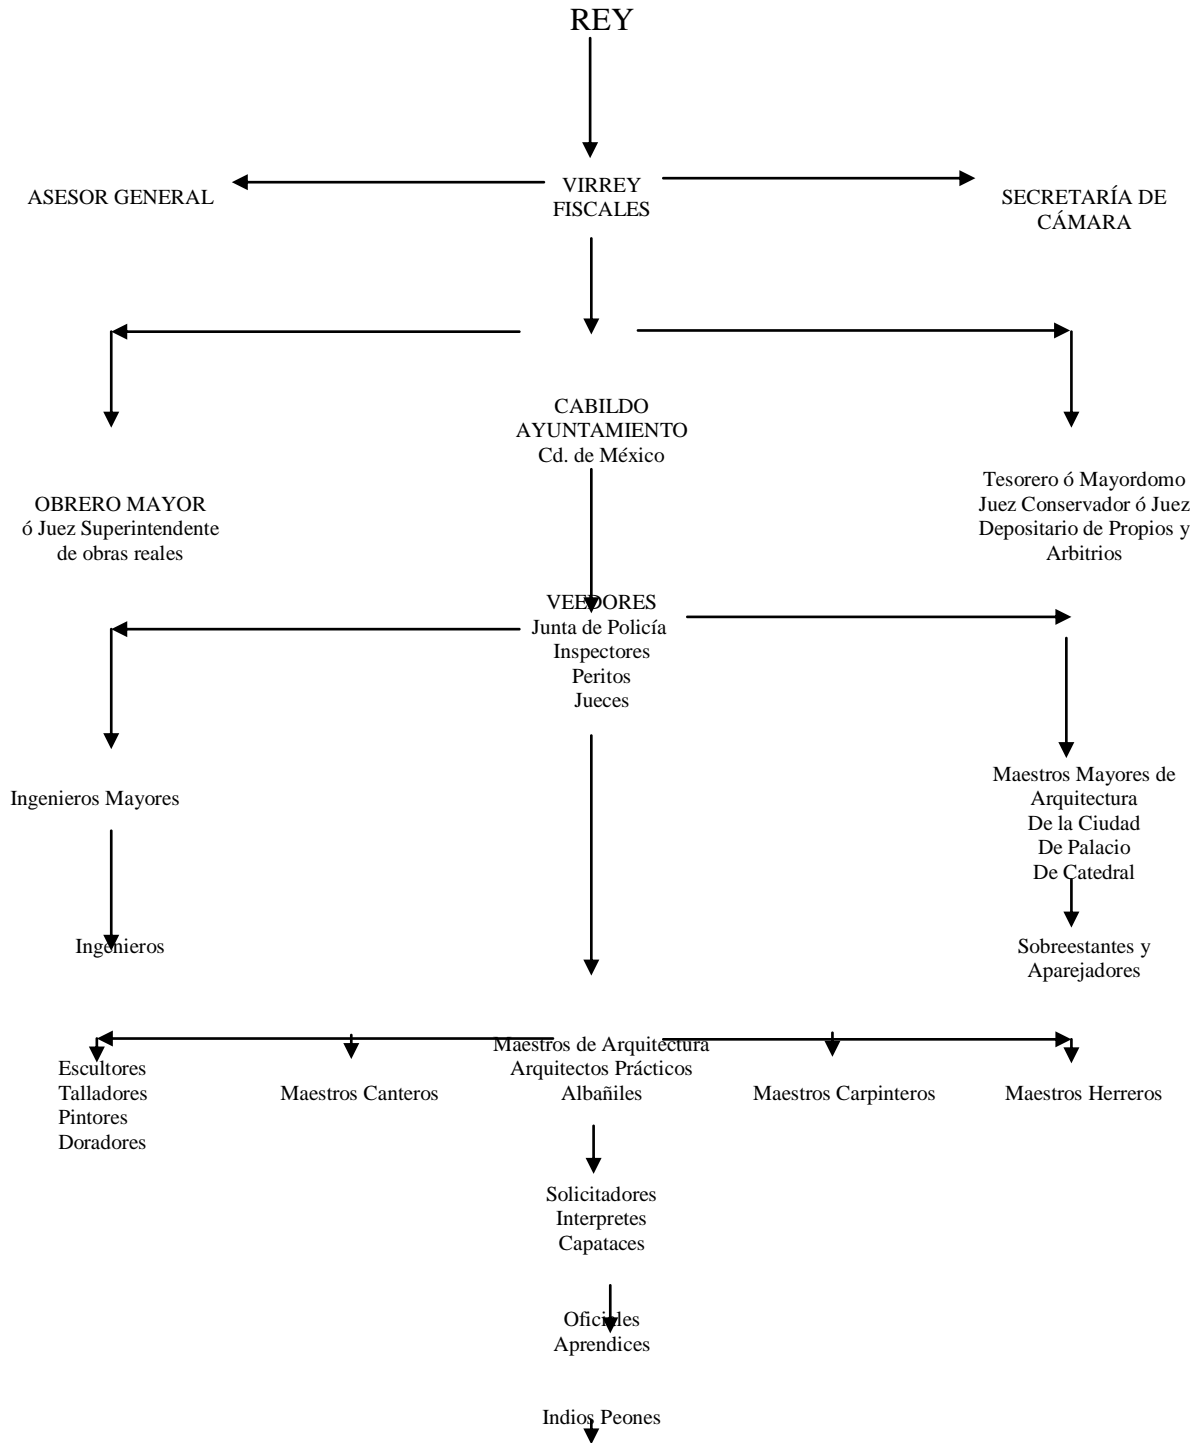 REY
ASESOR GENERAL
VIRREY
FISCALES
SECRETARÍA DE
CÁMARA
CABILDO
AYUNTAMIENTO
Cd. de México
OBRERO MAYOR
ó Juez Superintendente
de obras reales
Tesorero ó Mayordomo
Juez Conservador ó Juez
Depositario de Propios y
Arbitrios
VEEDORES
Junta de Policía
Inspectores
Peritos
Jueces
Ingenieros Mayores
Maestros Mayores de
Arquitectura
De la Ciudad
De Palacio
De Catedral
Ingenieros
Sobreestantes y
Aparejadores
Escultores
Talladores
Pintores
Doradores
Maestros Canteros
Maestros de Arquitectura
Arquitectos Prácticos
Albañiles
Maestros Carpinteros
Maestros Herreros
Solicitadores
Interpretes
Capataces
Oficiales
Aprendices
Indios Peones